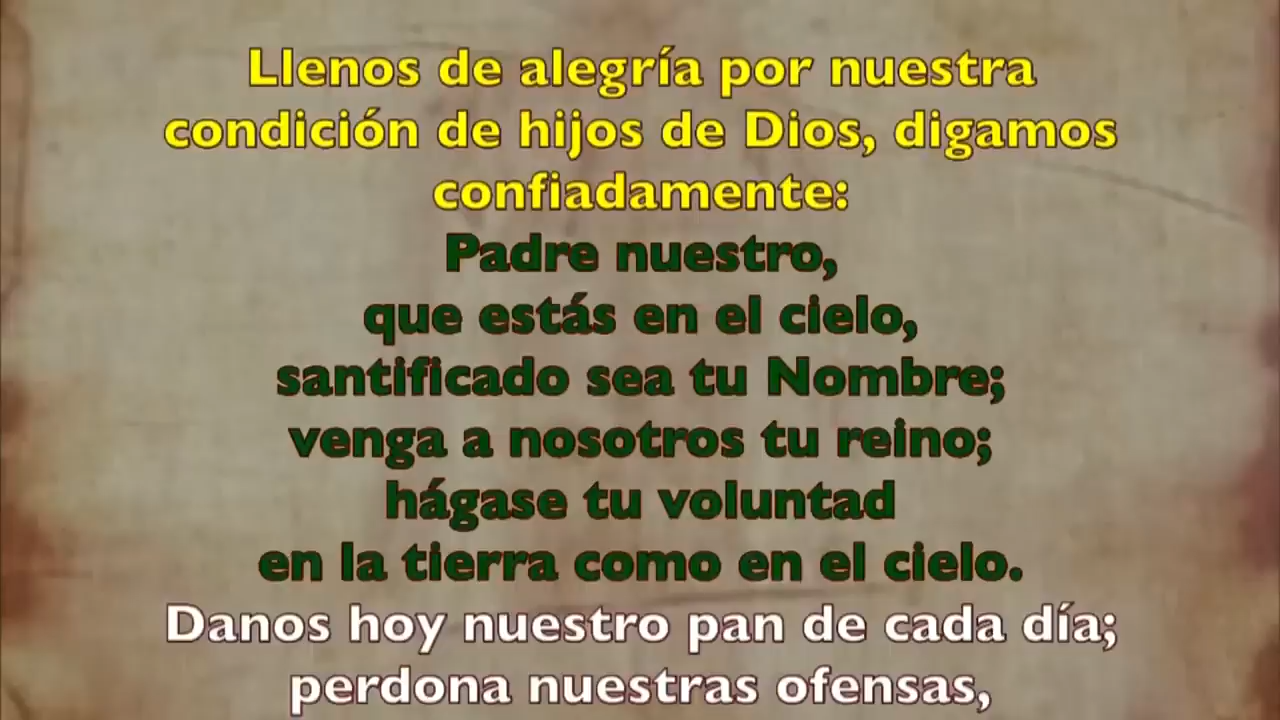 Llenos de alegría por nuestra
condición de hijos de Dios, digamos
confiadamente:
Padre nuestro,
que estás en el cielo,
santificado sea tu Nombre;
venga a nosotros tu reino;
hágase tu voluntad
en la tierra como en el cielo.
Danos hoy nuestro pan de cada día;
perdona nuestras ofensas,